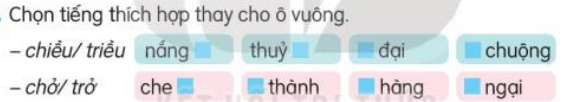 Chọn tiếng thích hợp thay cho ô vuông.
– chiều/ triều nắng thuỷ đại chuộng
– chở/ trở che thành hàng ngại